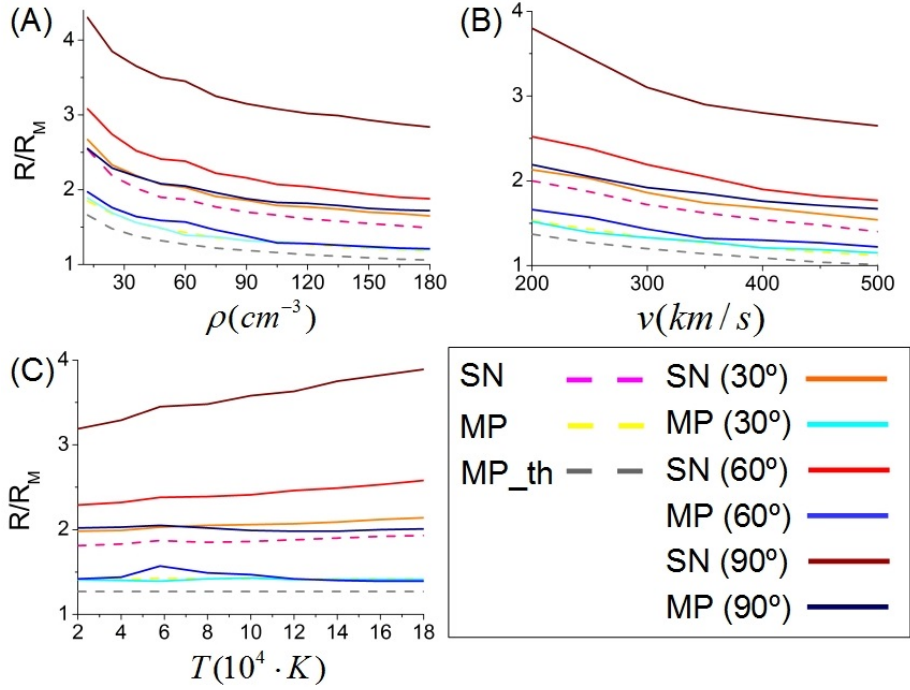 (A)
4
3
2
1
R/R_M
30 60 90 120 150 180
ρ(cm⁻³)
(B)
4
3
2
1
200 300 400 500
v(km/s)
(C)
4
3
2
1
R/R_M
2 4 6 8 10 12 14 16 18
T(10⁴·K)
SN
MP
MP_th
SN (30º)
MP (30º)
SN (60º)
MP (60º)
SN (90º)
MP (90º)